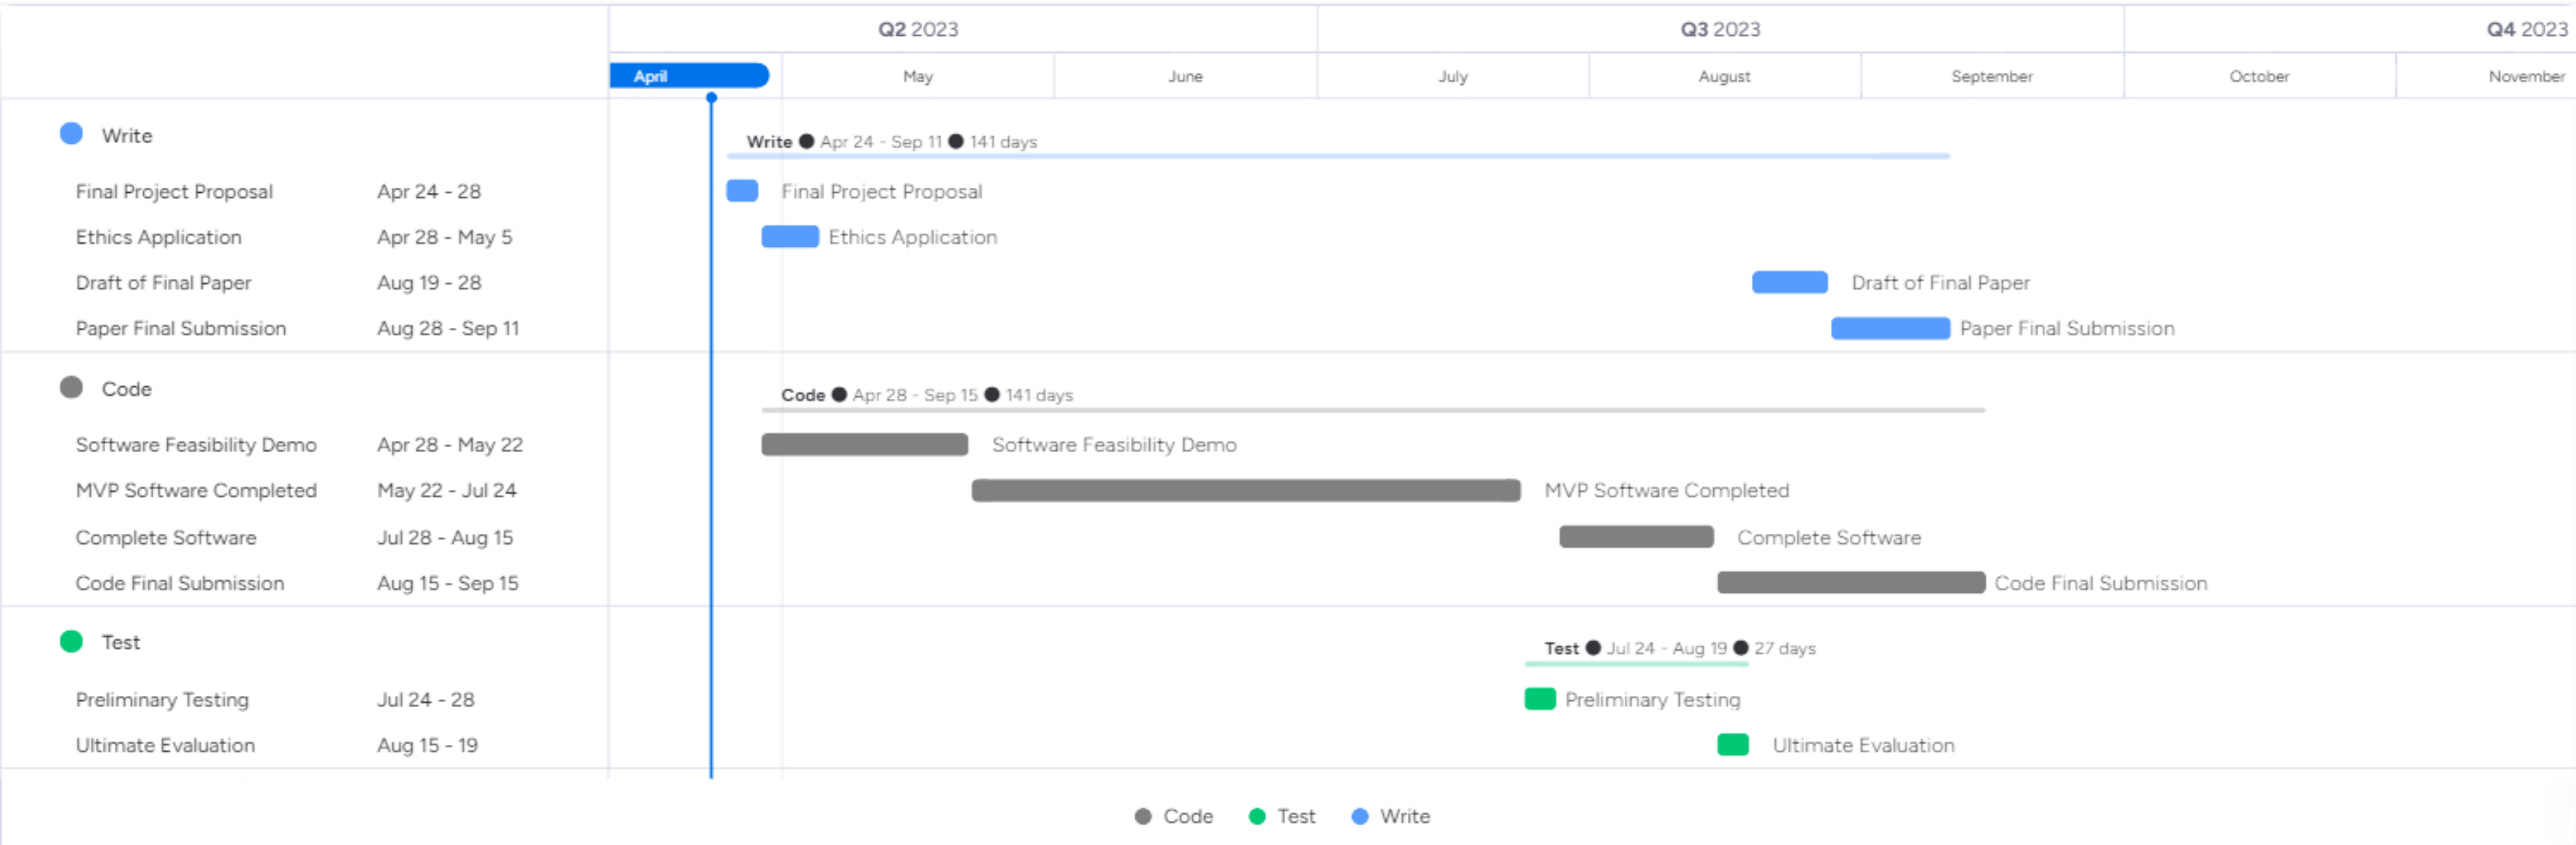 Q2 2023 Q3 2023 Q4 2023
April May June July August September October November
Write
Write ● Apr 24 - Sep 11 ● 141 days
Final Project Proposal Apr 24 - 28 Final Project Proposal
Ethics Application Apr 28 - May 5 Ethics Application
Draft of Final Paper Aug 19 - 28 Draft of Final Paper
Paper Final Submission Aug 28 - Sep 11 Paper Final Submission
Code
Code ● Apr 28 - Sep 15 ● 141 days
Software Feasibility Demo Apr 28 - May 22 Software Feasibility Demo
MVP Software Completed May 22 - Jul 24 MVP Software Completed
Complete Software Jul 28 - Aug 15 Complete Software
Code Final Submission Aug 15 - Sep 15 Code Final Submission
Test
Test ● Jul 24 - Aug 19 ● 27 days
Preliminary Testing Jul 24 - 28 Preliminary Testing
Ultimate Evaluation Aug 15 - 19 Ultimate Evaluation
Code Test Write